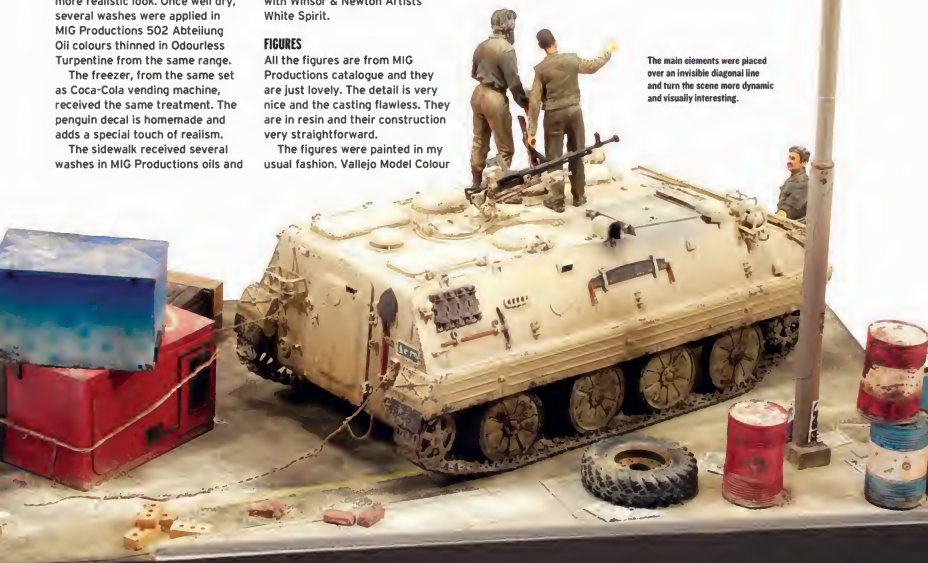 more realistic look. Once well dry,
several washes were applied in
MIG Productions 502 Abteilung
Oil colours thinned in Odourless
Turpentine from the same range.
The freezer, from the same set
as Coca-Cola vending machine,
received the same treatment. The
penguin decal is homemade and
adds a special touch of realism.
The sidewalk received several
washes in MIG Productions oils and
with Winsor & Newton Artists
White Spirit.
FIGURES
All the figures are from MIG
Productions catalogue and they
are just lovely. The detail is very
nice and the casting flawless. They
are in resin and their construction
very straightforward.
The figures were painted in my
usual fashion. Vallejo Model Colour
The main elements were placed
over an invisible diagonal line
and turn the scene more dynamic
and visually interesting.